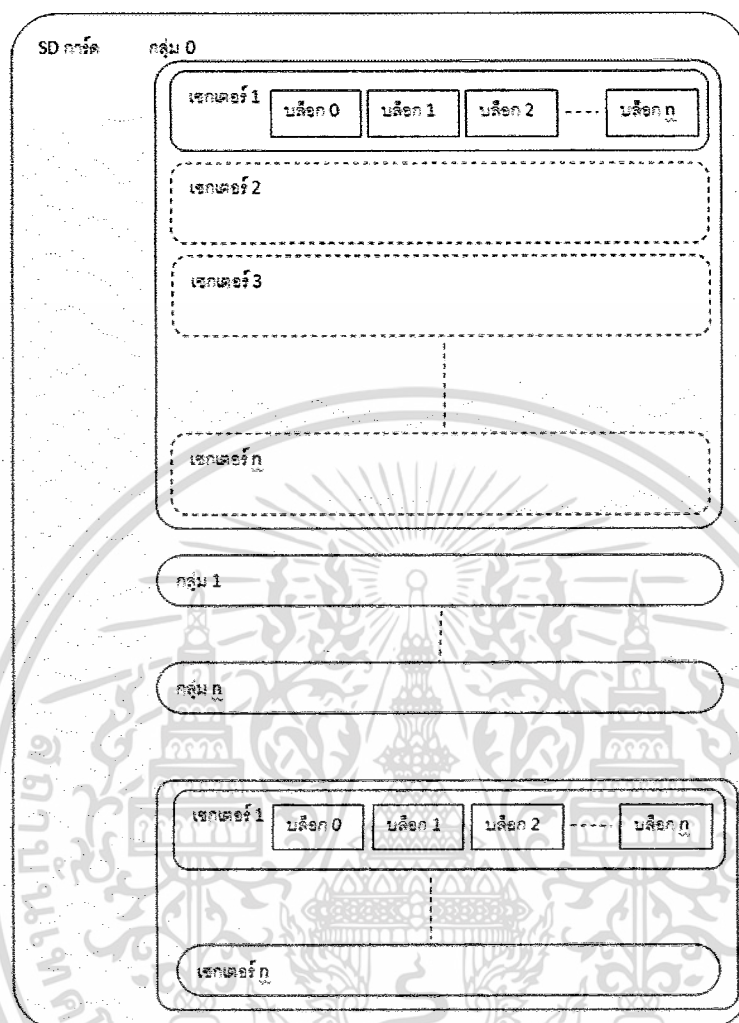 SD การ์ด กลุ่ม 0
เซกเตอร์ 1 บล็อก 0 บล็อก 1 บล็อก 2 ---- บล็อก n
เซกเตอร์ 2
เซกเตอร์ 3
เซกเตอร์ n
กลุ่ม 1
กลุ่ม n
เซกเตอร์ 1 บล็อก 0 บล็อก 1 บล็อก 2 ---- บล็อก n
เซกเตอร์ n